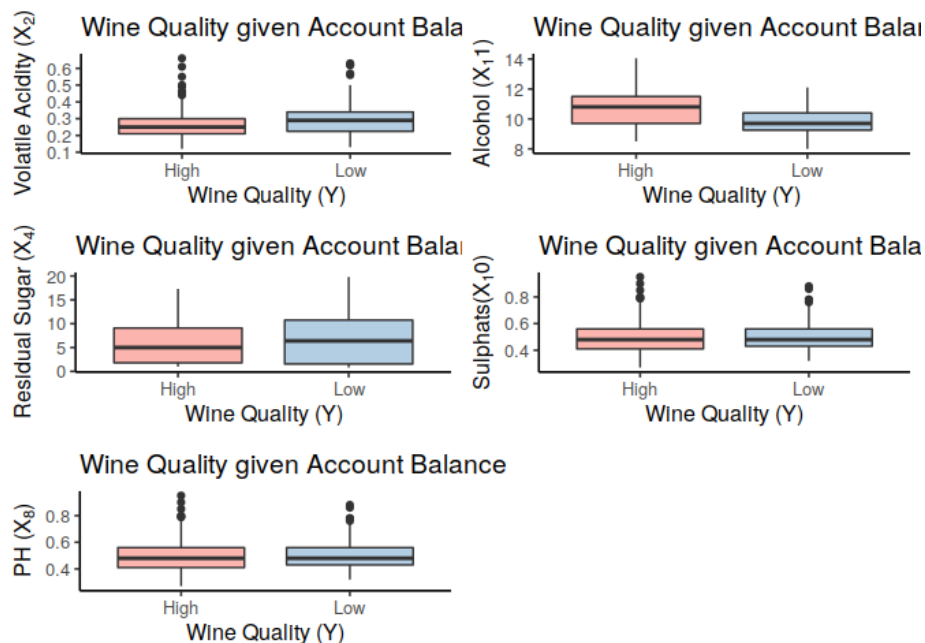 Wine Quality given Account Bala
Volatile Acidity (X2)
0.6
0.5
0.4
0.3
0.2
0.1
High Low
Wine Quality (Y)
Wine Quality given Account Balan
Alcohol (X11)
14
12
10
8
High Low
Wine Quality (Y)
Wine Quality given Account Balan
Residual Sugar (X4)
20
15
10
5
0
High Low
Wine Quality (Y)
Wine Quality given Account Bala
Sulphats(X10)
0.8
0.6
0.4
High Low
Wine Quality (Y)
Wine Quality given Account Balance
PH (X8)
0.8
0.4
High Low
Wine Quality (Y)